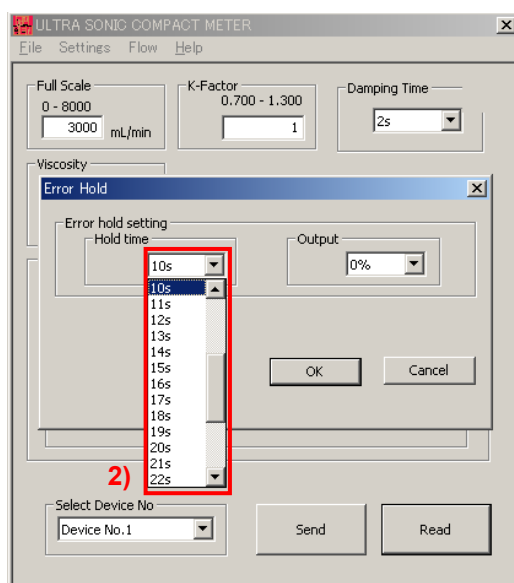 ULTRA SONIC COMPACT METER
File Settings Flow Help
Full Scale
0 - 8000
3000 mL/min
K-Factor
0.700 - 1.300
1
Damping Time
2s
Viscosity
Error Hold
Error hold setting
Hold time
10s
Output
0%
10s
11s
12s
13s
14s
15s
16s
17s
18s
19s
20s
21s
22s
OK
Cancel
2)
Select Device No
Device No.1
Send
Read